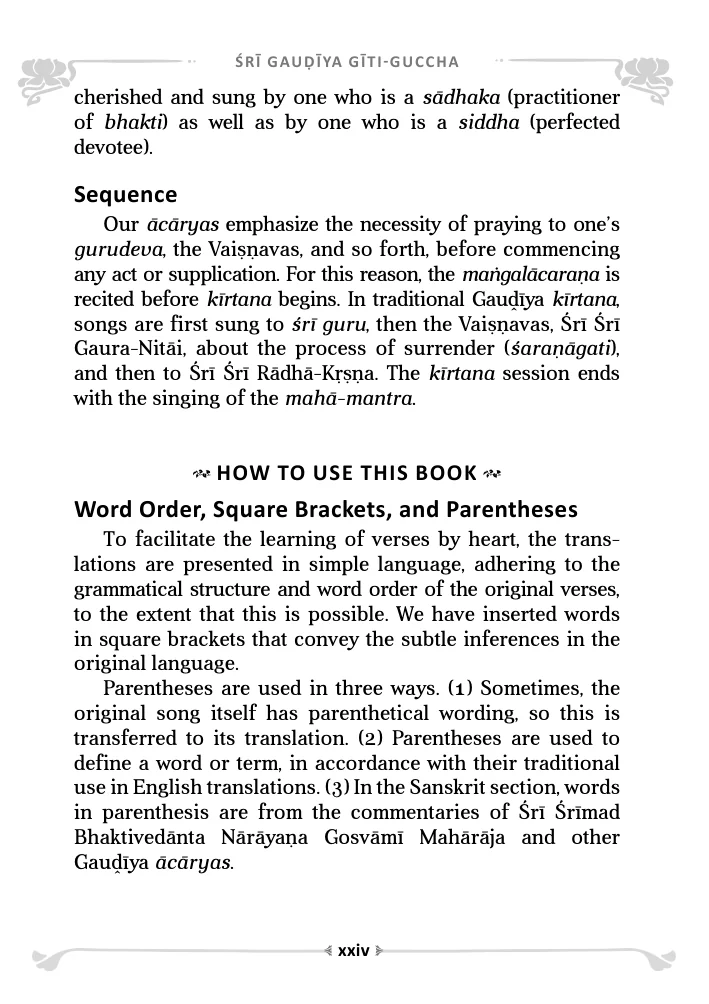 ŚRĪ GAUḒĪYA GĪTI-GUCCHA
cherished and sung by one who is a sādhaka (practitioner
of bhakti) as well as by one who is a siddha (perfected
devotee).
Sequence
Our ācāryas emphasize the necessity of praying to one’s
gurudeva, the Vaiṣṇavas, and so forth, before commencing
any act or supplication. For this reason, the maṅgalācaraṇa is
recited before kīrtana begins. In traditional Gauḓīya kīrtana,
songs are first sung to śrī guru, then the Vaiṣṇavas, Śrī Śrī
Gaura-Nitāi, about the process of surrender (śaraṇāgati),
and then to Śrī Śrī Rādhā-Kṛṣṇa. The kīrtana session ends
with the singing of the mahā-mantra.
HOW TO USE THIS BOOK
Word Order, Square Brackets, and Parentheses
To facilitate the learning of verses by heart, the trans-
lations are presented in simple language, adhering to the
grammatical structure and word order of the original verses,
to the extent that this is possible. We have inserted words
in square brackets that convey the subtle inferences in the
original language.
Parentheses are used in three ways. (1) Sometimes, the
original song itself has parenthetical wording, so this is
transferred to its translation. (2) Parentheses are used to
define a word or term, in accordance with their traditional
use in English translations. (3) In the Sanskrit section, words
in parenthesis are from the commentaries of Śrī Śrīmad
Bhaktivedānta Nārāyaṇa Gosvāmī Mahārāja and other
Gauḓīya ācāryas.
xxiv